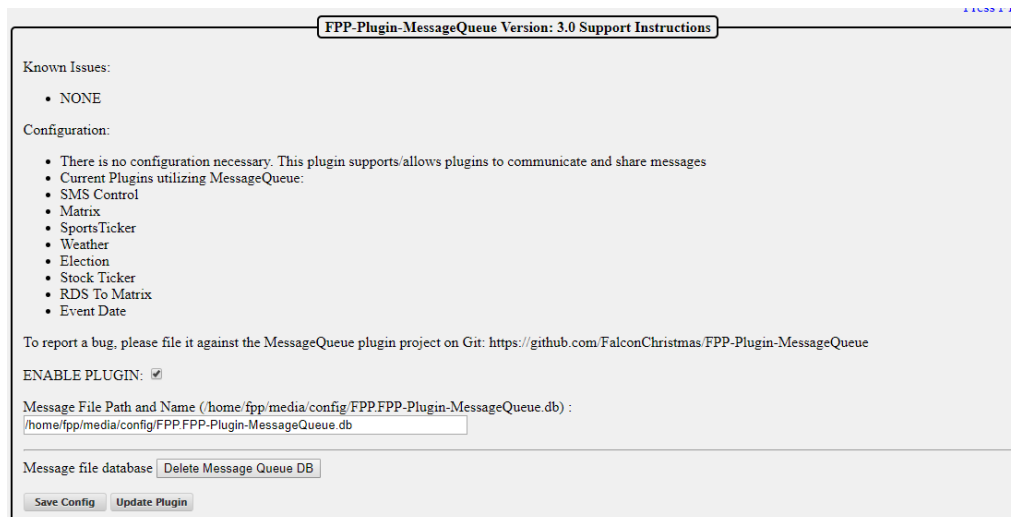 FPP-Plugin-MessageQueue Version: 3.0 Support Instructions
Known Issues:
NONE
Configuration:
There is no configuration necessary. This plugin supports/allows plugins to communicate and share messages
Current Plugins utilizing MessageQueue:
SMS Control
Matrix
SportsTicker
Weather
Election
Stock Ticker
RDS To Matrix
Event Date
To report a bug, please file it against the MessageQueue plugin project on Git: https://github.com/FalconChristmas/FPP-Plugin-MessageQueue
ENABLE PLUGIN:
Message File Path and Name (/home/fpp/media/config/FPP.FPP-Plugin-MessageQueue.db) :
/home/fpp/media/config/FPP.FPP-Plugin-MessageQueue.db
Message file database Delete Message Queue DB
Save Config Update Plugin